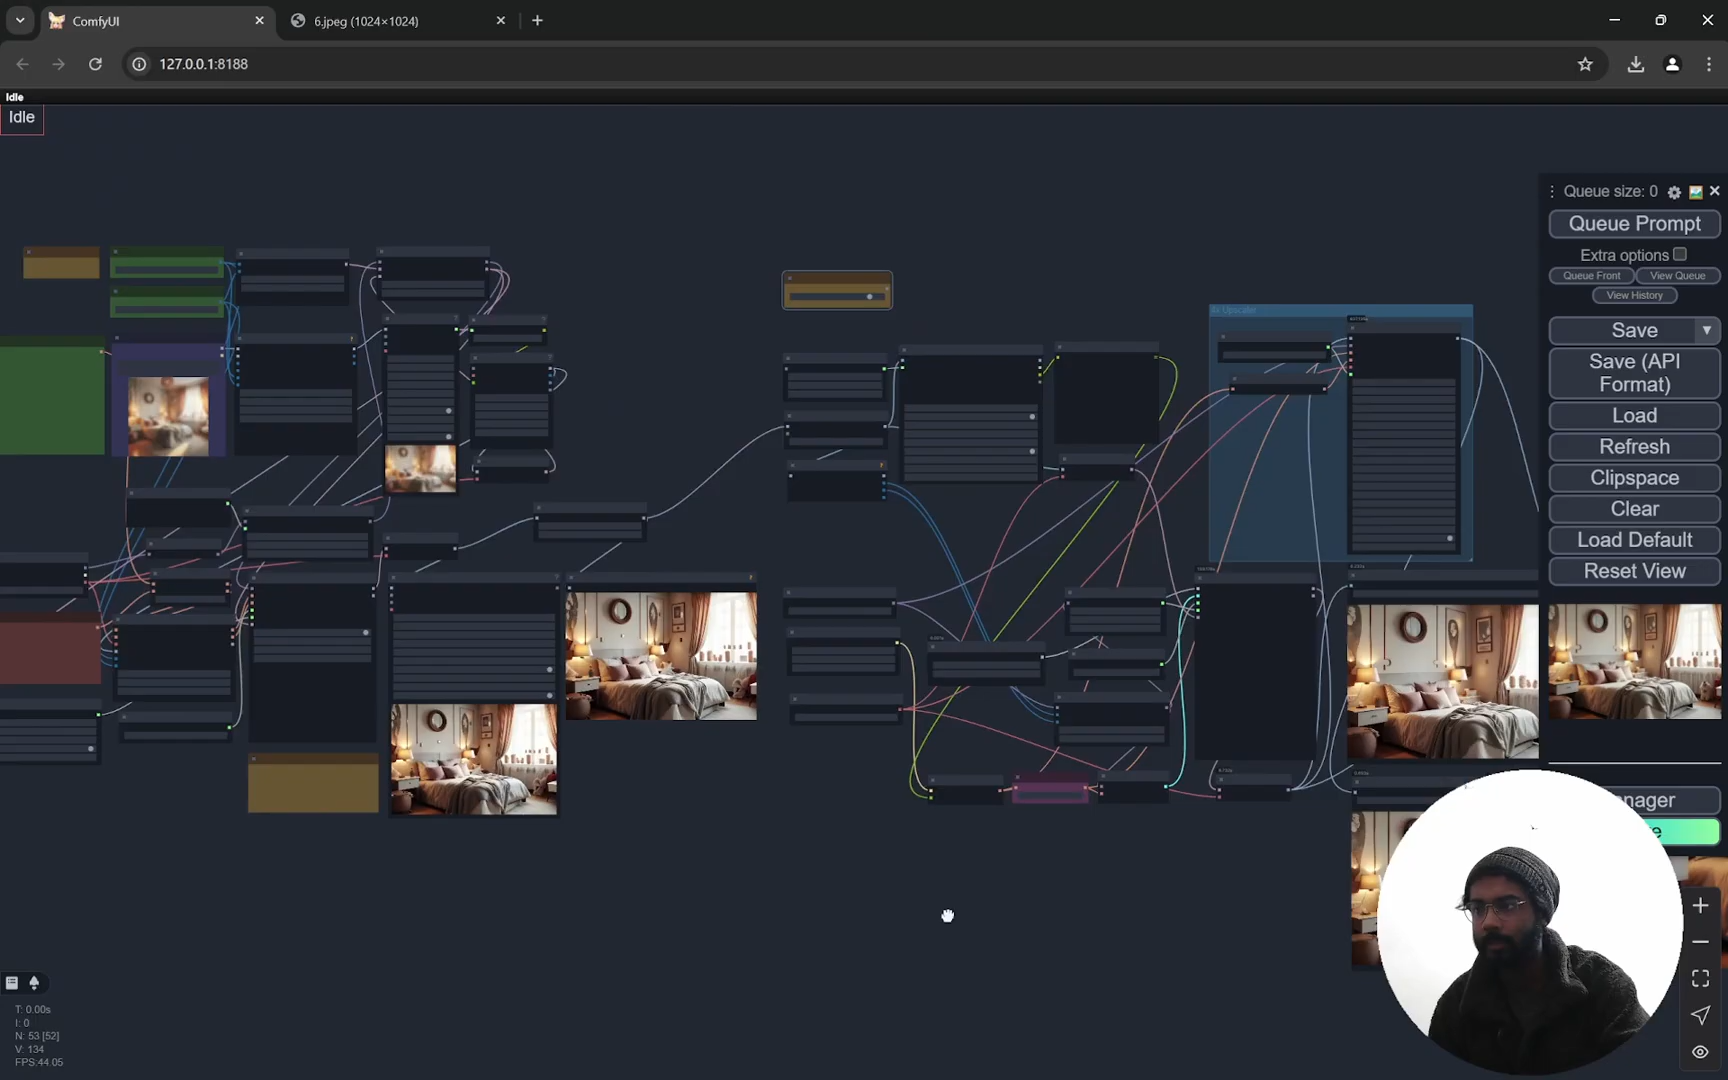 ComfyUI
6.jpeg (1024×1024)
127.0.0.1:8188
Idle
Idle
Queue size: 0
Queue Prompt
Extra options
Queue Front
View Queue
View History
4x Upscaler
Save
Save (API
Format)
Load
Refresh
Clipspace
Clear
Load Default
Reset View
T: 0.00s
I: 0
N: 53 [52]
V: 134
FPS:44.05